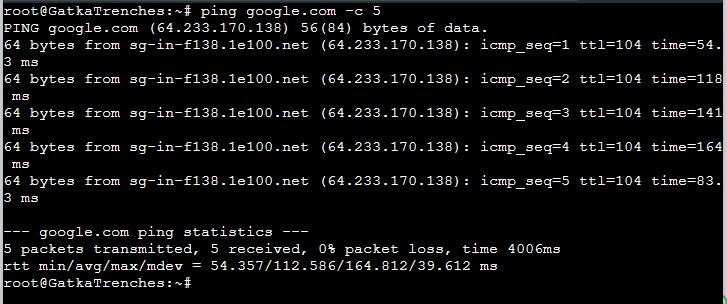 root@GatkaTrenches:~# ping google.com -c 5
PING google.com (64.233.170.138) 56(84) bytes of data.
64 bytes from sg-in-f138.1e100.net (64.233.170.138): icmp_seq=1 ttl=104 time=54.
3 ms
64 bytes from sg-in-f138.1e100.net (64.233.170.138): icmp_seq=2 ttl=104 time=118
 ms
64 bytes from sg-in-f138.1e100.net (64.233.170.138): icmp_seq=3 ttl=104 time=141
 ms
64 bytes from sg-in-f138.1e100.net (64.233.170.138): icmp_seq=4 ttl=104 time=164
 ms
64 bytes from sg-in-f138.1e100.net (64.233.170.138): icmp_seq=5 ttl=104 time=83.
3 ms

--- google.com ping statistics ---
5 packets transmitted, 5 received, 0% packet loss, time 4006ms
rtt min/avg/max/mdev = 54.357/112.586/164.812/39.612 ms
root@GatkaTrenches:~#